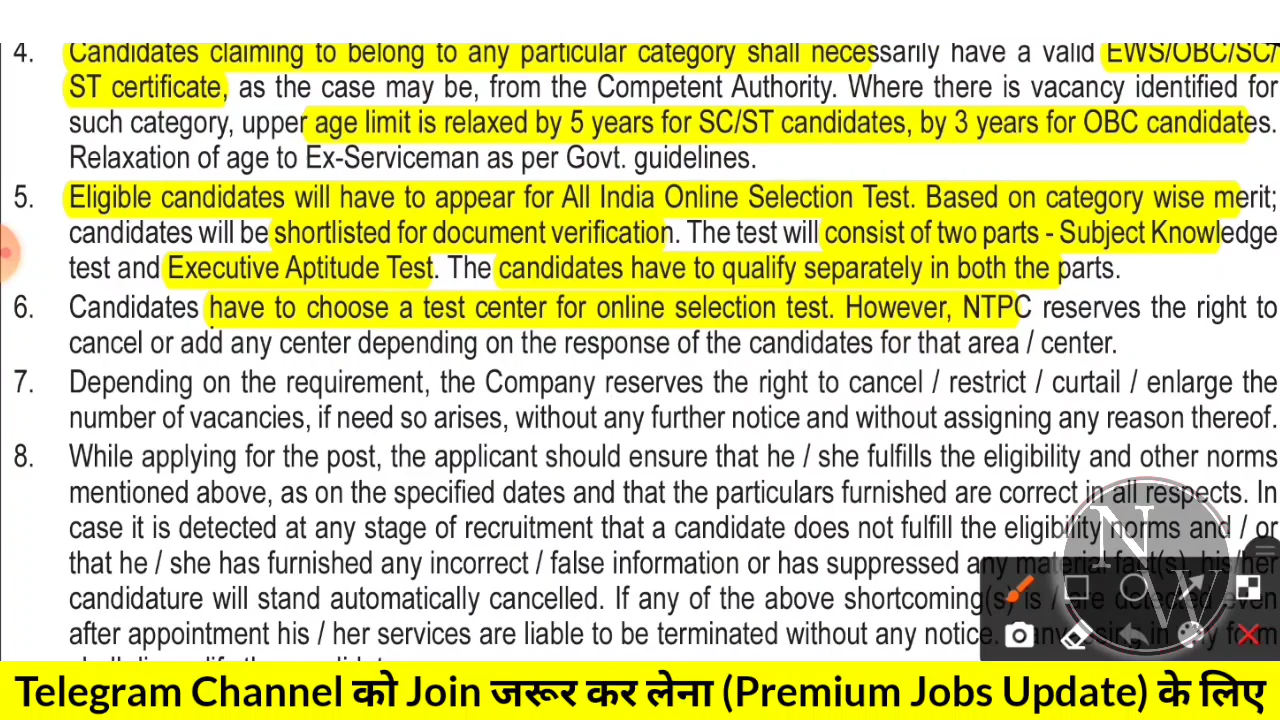 4. Candidates claiming to belong to any particular category shall necessarily have a valid EWS/OBC/SC/
ST certificate, as the case may be, from the Competent Authority. Where there is vacancy identified for
such category, upper age limit is relaxed by 5 years for SC/ST candidates, by 3 years for OBC candidates.
Relaxation of age to Ex-Serviceman as per Govt. guidelines.
5. Eligible candidates will have to appear for All India Online Selection Test. Based on category wise merit;
candidates will be shortlisted for document verification. The test will consist of two parts - Subject Knowledge
test and Executive Aptitude Test. The candidates have to qualify separately in both the parts.
6. Candidates have to choose a test center for online selection test. However, NTPC reserves the right to
cancel or add any center depending on the response of the candidates for that area / center.
7. Depending on the requirement, the Company reserves the right to cancel / restrict / curtail / enlarge the
number of vacancies, if need so arises, without any further notice and without assigning any reason thereof.
8. While applying for the post, the applicant should ensure that he / she fulfills the eligibility and other norms
mentioned above, as on the specified dates and that the particulars furnished are correct in all respects. In
case it is detected at any stage of recruitment that a candidate does not fulfill the eligibility norms and / or
that he / she has furnished any incorrect / false information or has suppressed any material fact(s), his/her
candidature will stand automatically cancelled. If any of the above shortcoming(s) is / are detected even
after appointment his / her services are liable to be terminated without any notice. in any form
N
W
Telegram Channel को Join जरूर कर लेना (Premium Jobs Update) के लिए